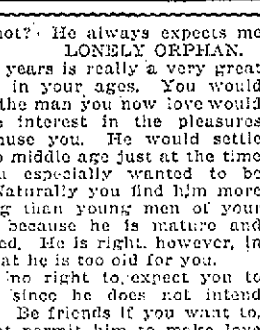 not? He always expects me
LONELY ORPHAN.
years is really a very great
in your ages. You would
the man you now love would
interest in the pleasures
muse you. He would settle
middle age just at the time
especially wanted to be
Naturally you find him more
g than young men of your
because he is mature and
ed. He is right, however, in
at he is too old for you.
no right to expect you to
since he does not intend
Be friends if you want to,
t permit him to make love